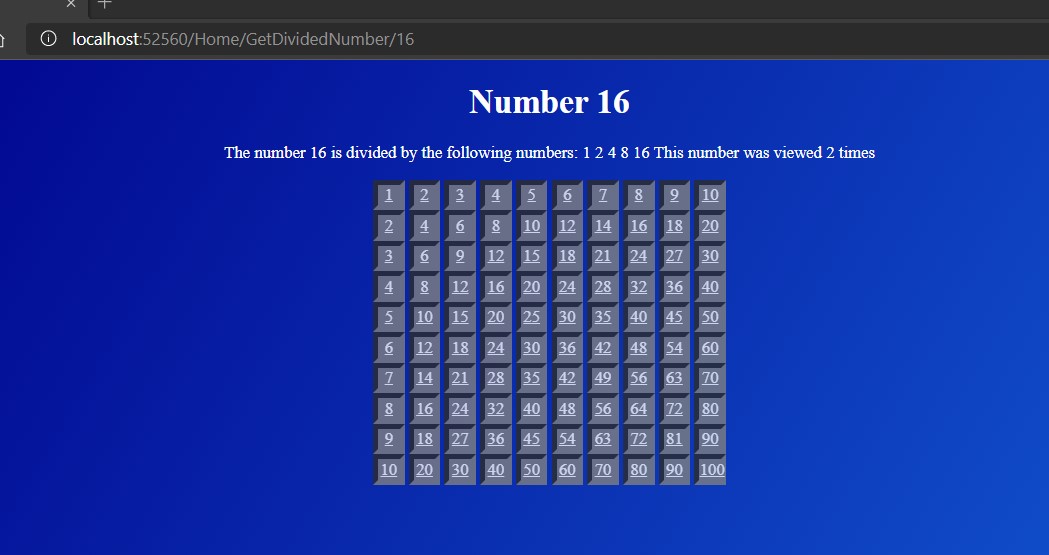 localhost:52560/Home/GetDividedNumber/16
Number 16
The number 16 is divided by the following numbers: 1 2 4 8 16 This number was viewed 2 times
1 2 3 4 5 6 7 8 9 10
2 4 6 8 10 12 14 16 18 20
3 6 9 12 15 18 21 24 27 30
4 8 12 16 20 24 28 32 36 40
5 10 15 20 25 30 35 40 45 50
6 12 18 24 30 36 42 48 54 60
7 14 21 28 35 42 49 56 63 70
8 16 24 32 40 48 56 64 72 80
9 18 27 36 45 54 63 72 81 90
10 20 30 40 50 60 70 80 90 100